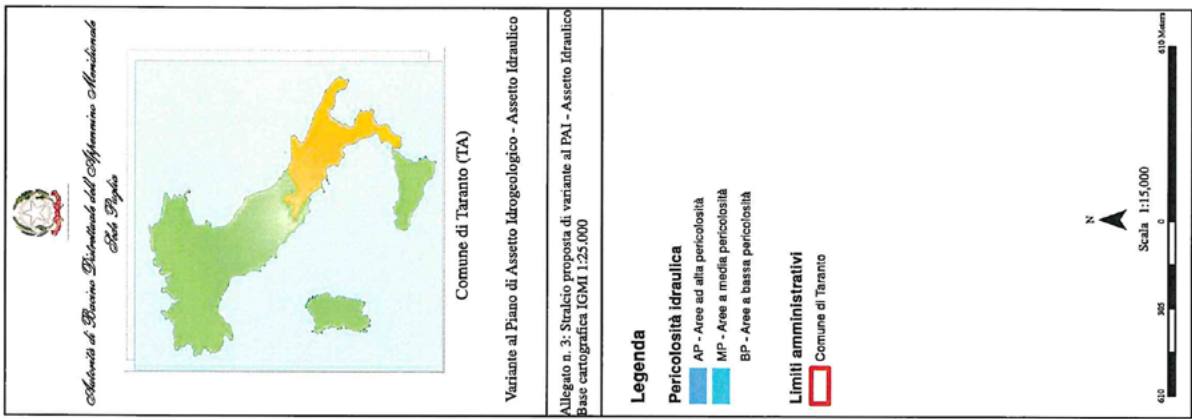 Autorità di Bacino Distrettuale dell'Appennino Meridionale
Sede Puglia
Comune di Taranto (TA)
Variante al Piano di Assetto Idrogeologico - Assetto Idraulico
Allegato n. 3: Stralcio proposta di variante al PAI - Assetto Idraulico
Base cartografica IGMI 1:25.000
Legenda
Pericolosità idraulica
AP - Aree ad alta pericolosità
MP - Aree a media pericolosità
BP - Aree a bassa pericolosità
Limiti amministrativi
Comune di Taranto
N
Scala 1:15,000
610 305 0 610 Meters